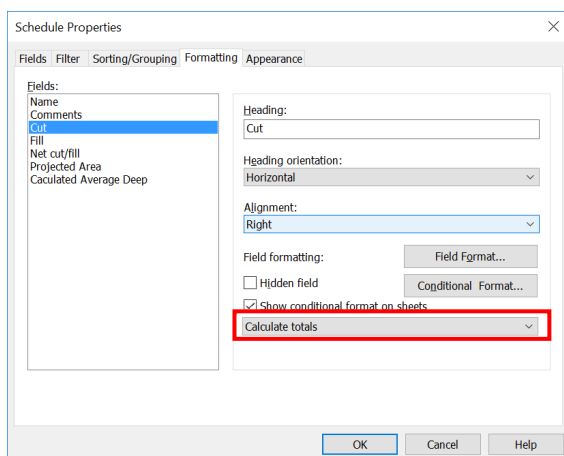 Schedule Properties
Fields Filter Sorting/Grouping Formatting Appearance
Fields:
Name
Comments
Cut
Fill
Net cut/fill
Projected Area
Caculated Average Deep
Heading:
Cut
Heading orientation:
Horizontal
Alignment:
Right
Field formatting:
Field Format...
Hidden field
Conditional Format...
Show conditional format on sheets
Calculate totals
OK Cancel Help